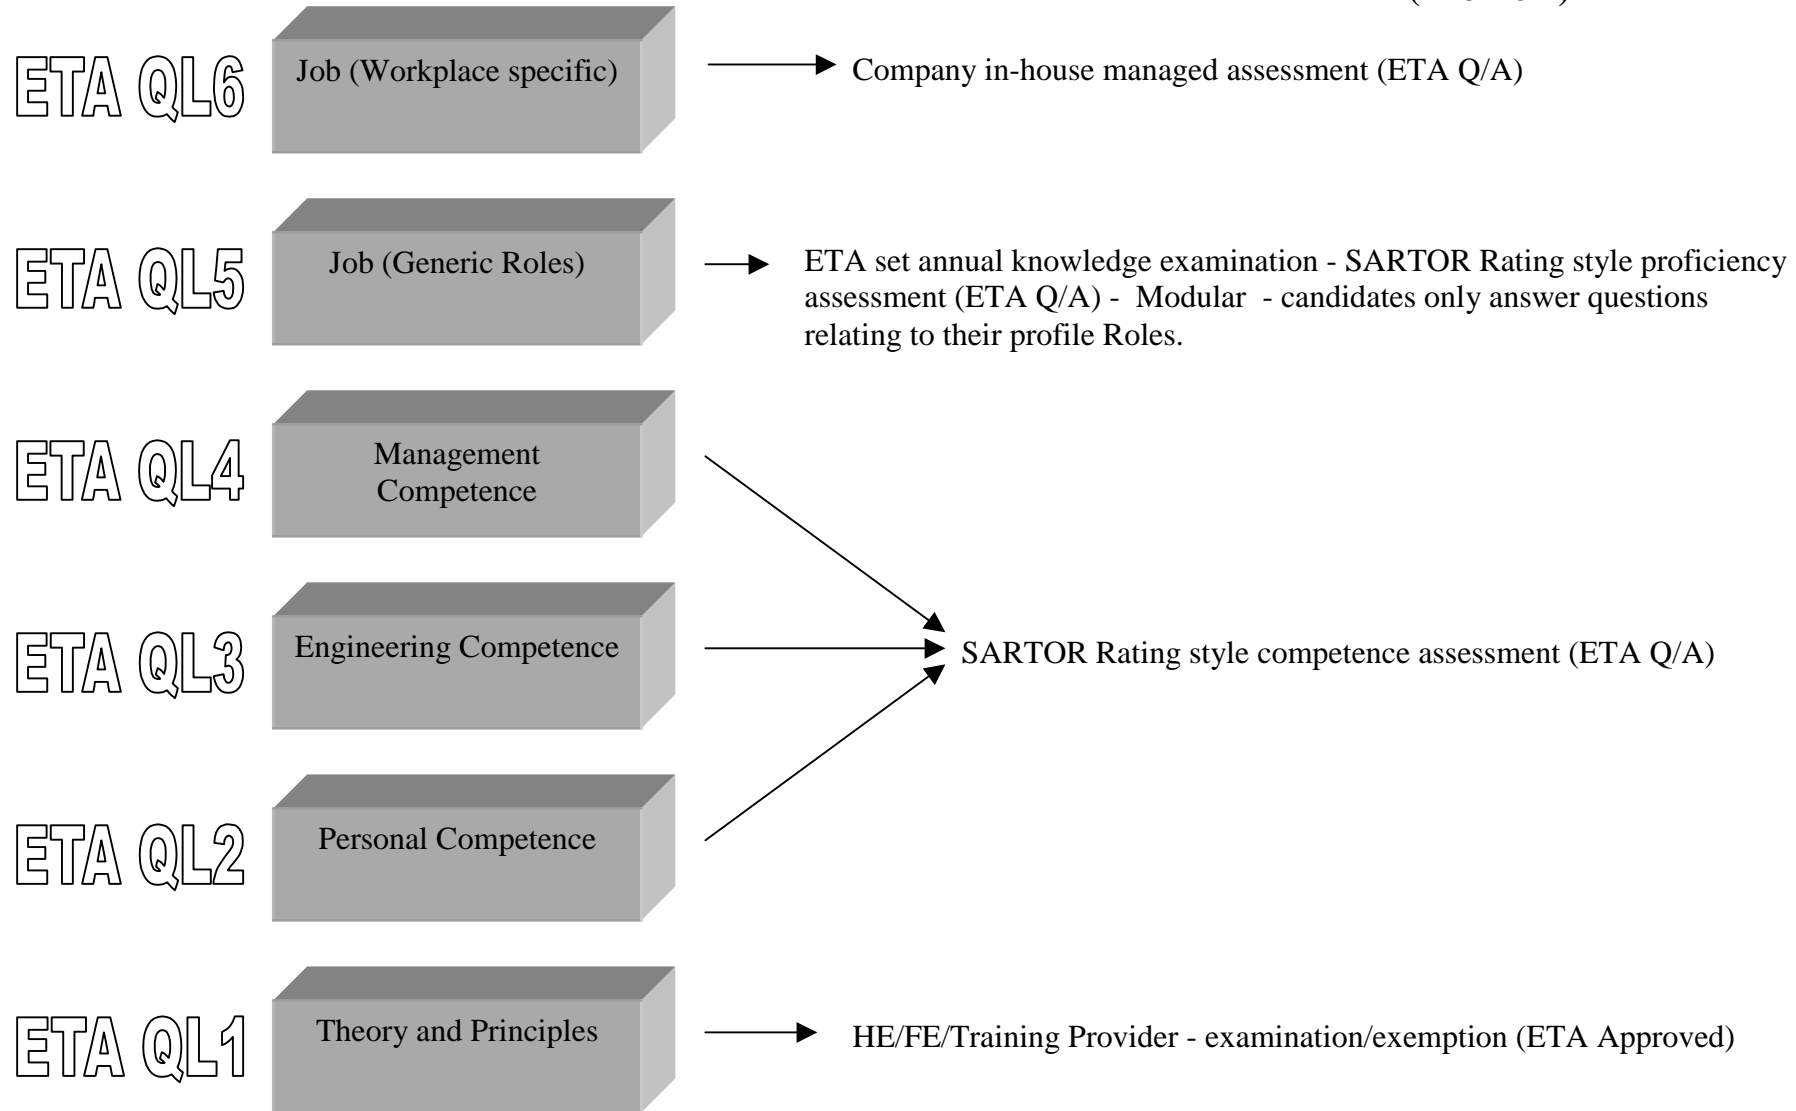 ETA QL6
Job (Workplace specific)
Company in-house managed assessment (ETA Q/A)
ETA QL5
Job (Generic Roles)
ETA set annual knowledge examination - SARTOR Rating style proficiency
assessment (ETA Q/A) - Modular - candidates only answer questions
relating to their profile Roles.
ETA QL4
Management
Competence
ETA QL3
Engineering Competence
SARTOR Rating style competence assessment (ETA Q/A)
ETA QL2
Personal Competence
ETA QL1
Theory and Principles
HE/FE/Training Provider - examination/exemption (ETA Approved)